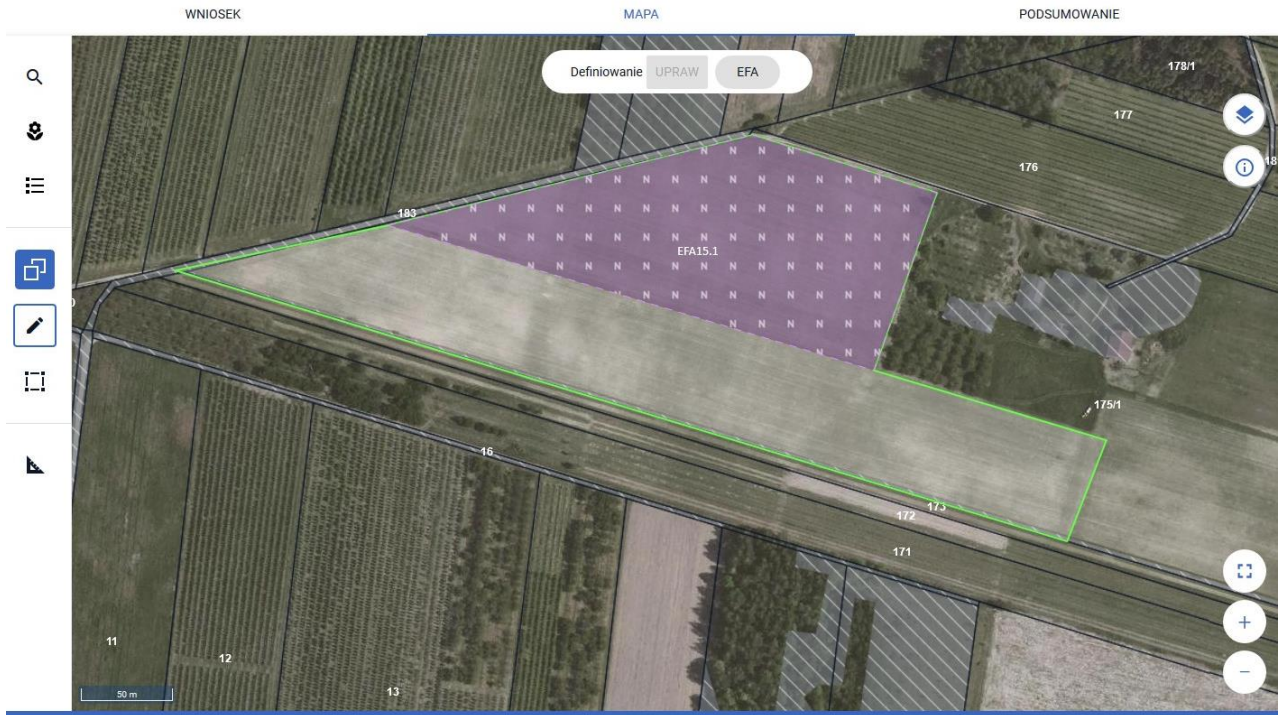 WNIOSEK MAPA PODSUMOWANIE
Definiowanie UPRAW EFA
178/1
177
176
18
183
N N N N
N N N N N N N N N N N
N N N N N N N N N N N N N N N N
EFA15.1
N N N N N N N N N N N N N N N N
N N N N N N N N N N N N N
N N N N N N N N N N
N N N N N N
N N N
175/1
16
173
172
171
11
12
13
50 m